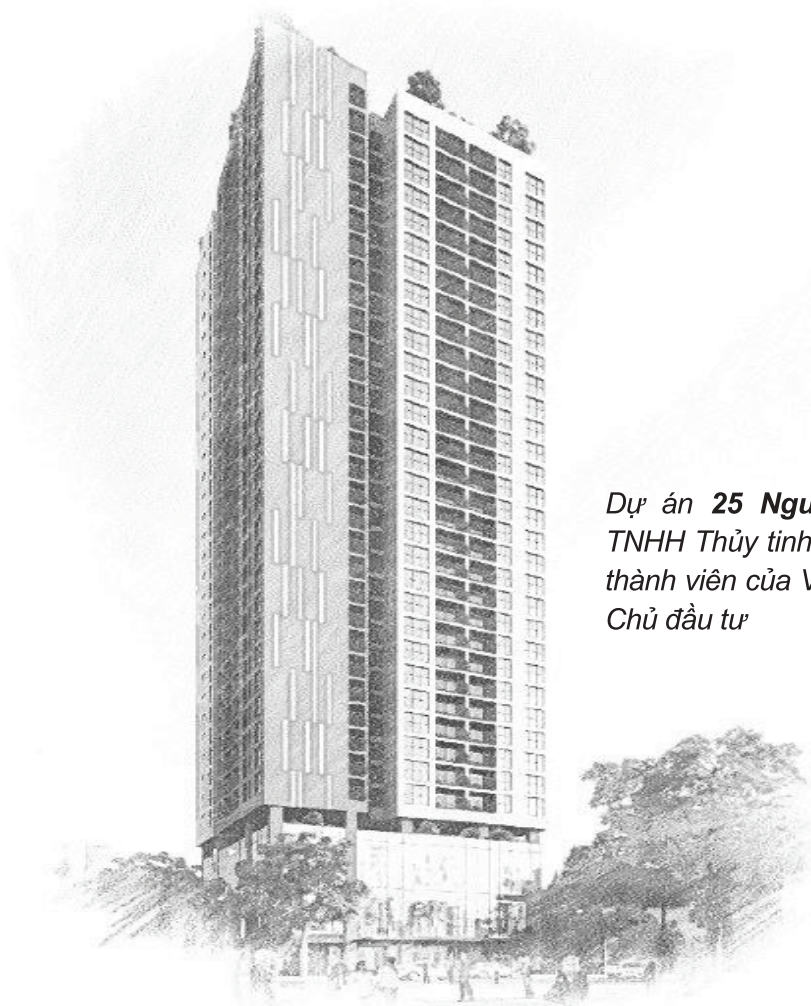 Dự án 25 Ngu
TNHH Thủy tinh
thành viên của V
Chủ đầu tư